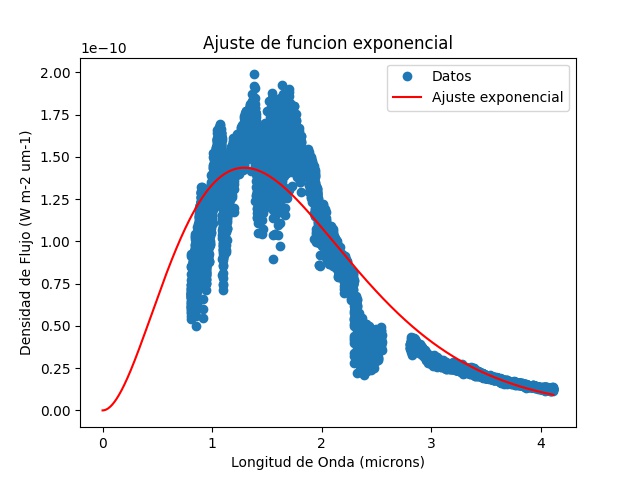 Ajuste de funcion exponencial
1e−10
Datos
Ajuste exponencial
2.00
1.75
1.50
1.25
1.00
0.75
0.50
0.25
0.00
Densidad de Flujo (W m-2 um-1)
0 1 2 3 4
Longitud de Onda (microns)